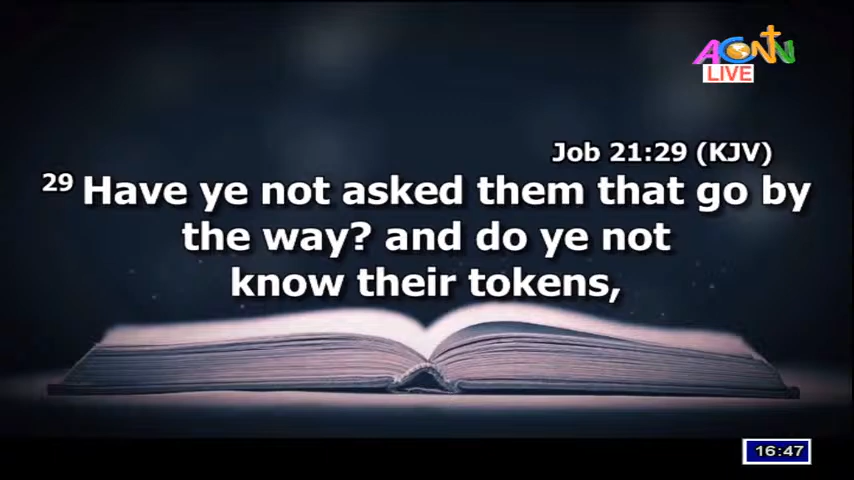 ACNN
LIVE
Job 21:29 (KJV)
29 Have ye not asked them that go by
the way? and do ye not
know their tokens,
16:47